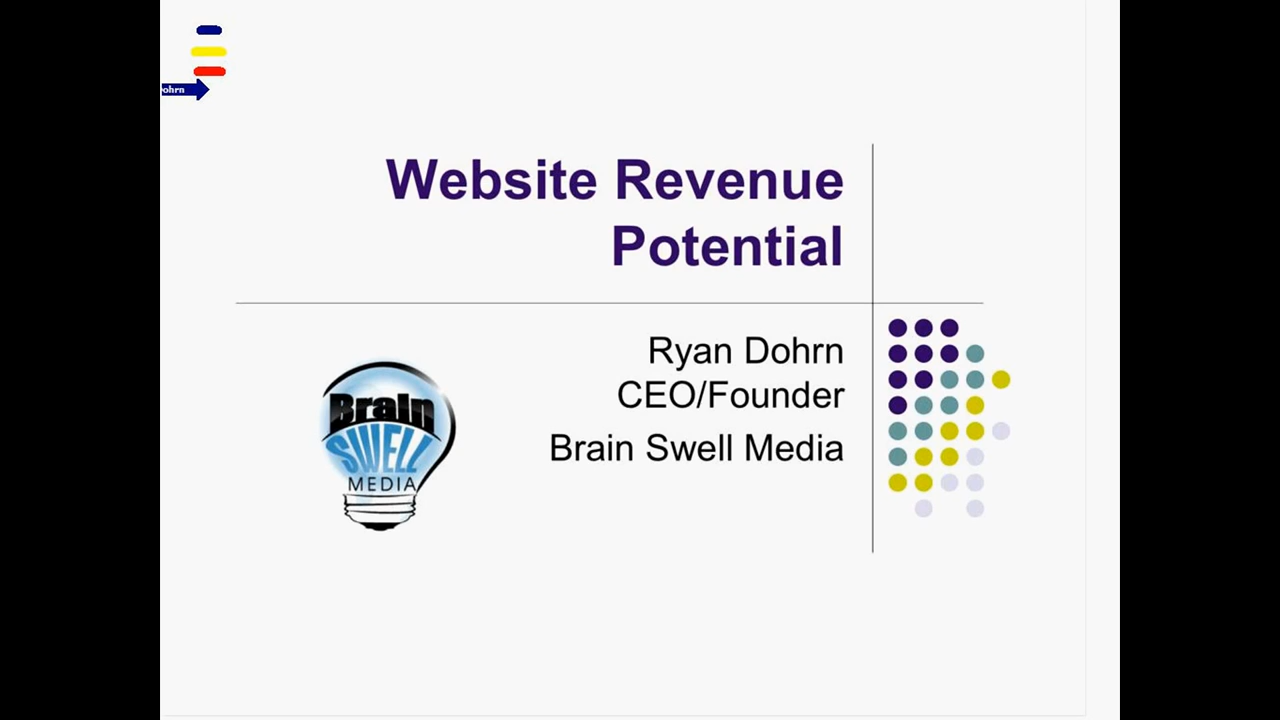 ohrn
Website Revenue
Potential
Ryan Dohrn
CEO/Founder
Brain Swell Media
Brain
SWELL
MEDIA